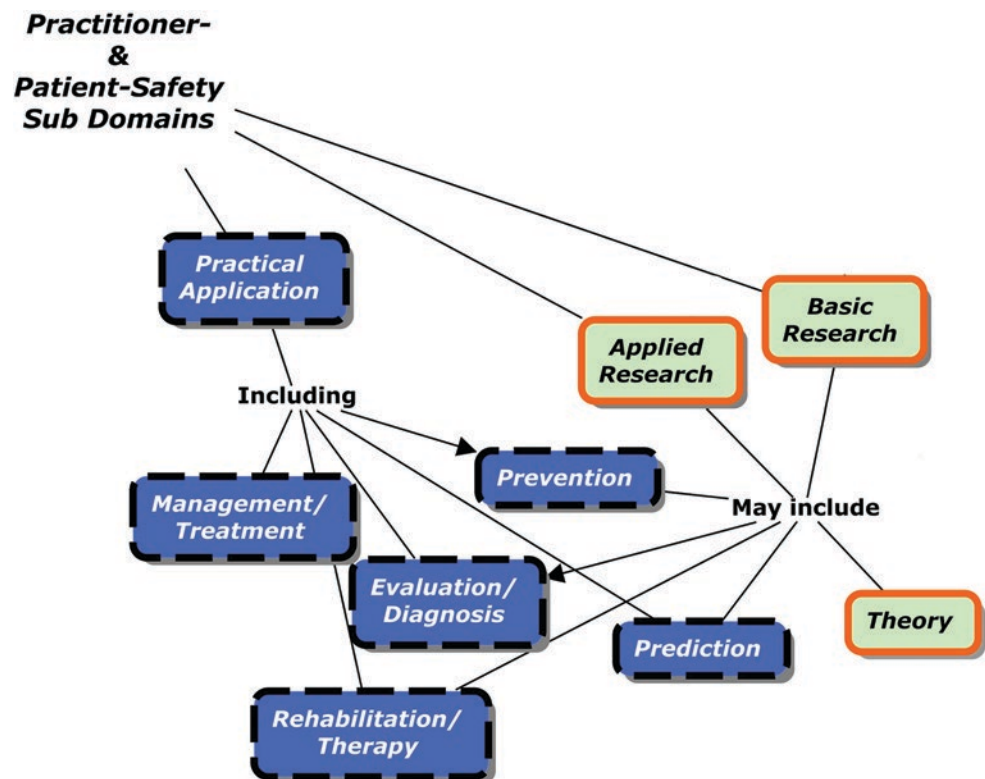 Practitioner-
&
Patient-Safety
Sub Domains
Practical
Application
Basic
Research
Applied
Research
Including
Prevention
Management/
Treatment
May include
Evaluation/
Diagnosis
Theory
Prediction
Rehabilitation/
Therapy